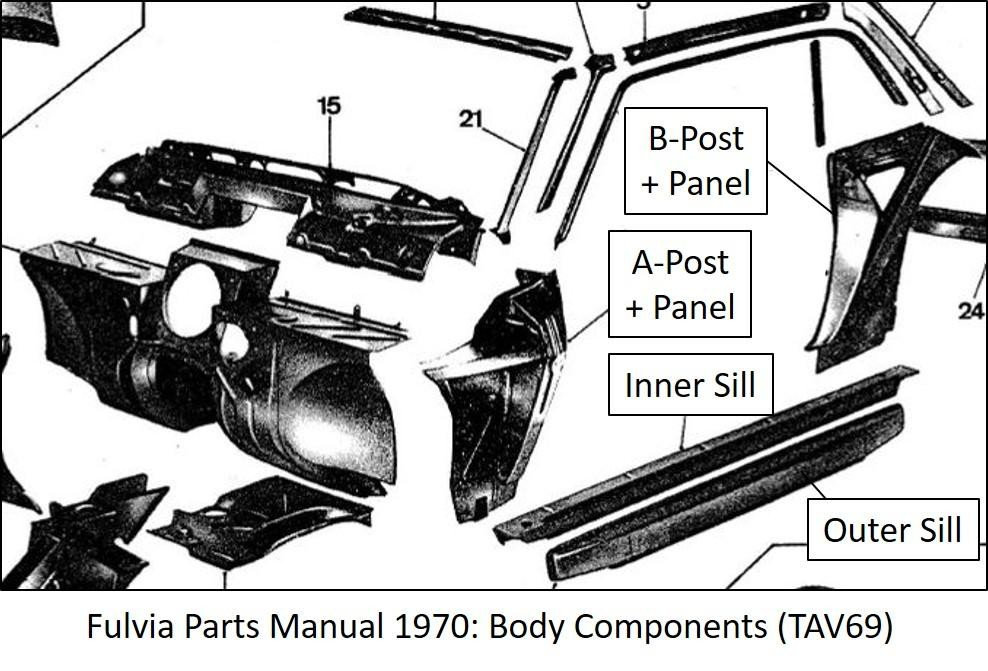 15
21
B-Post
+ Panel
A-Post
+ Panel
24
Inner Sill
Outer Sill
Fulvia Parts Manual 1970: Body Components (TAV69)